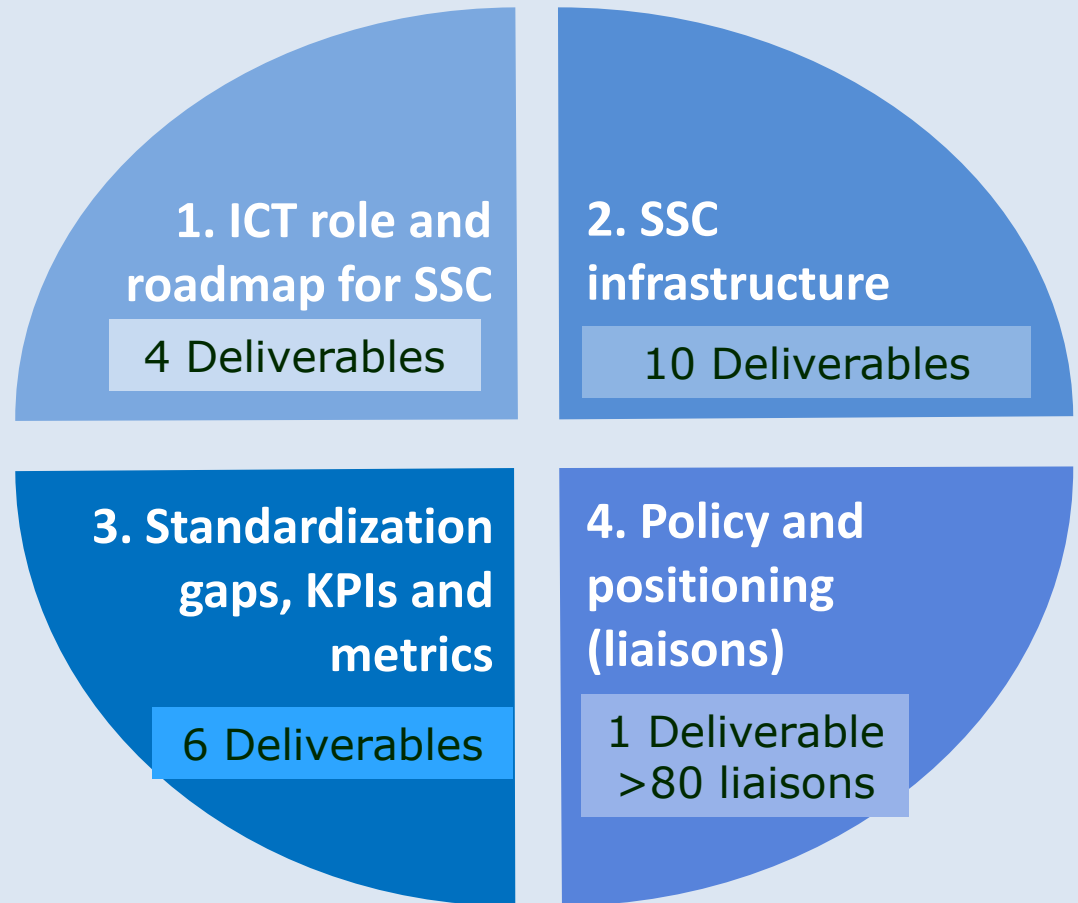 1. ICT role and
roadmap for SSC
4 Deliverables
2. SSC
infrastructure
10 Deliverables
3. Standardization
gaps, KPIs and
metrics
6 Deliverables
4. Policy and
positioning
(liaisons)
1 Deliverable
>80 liaisons